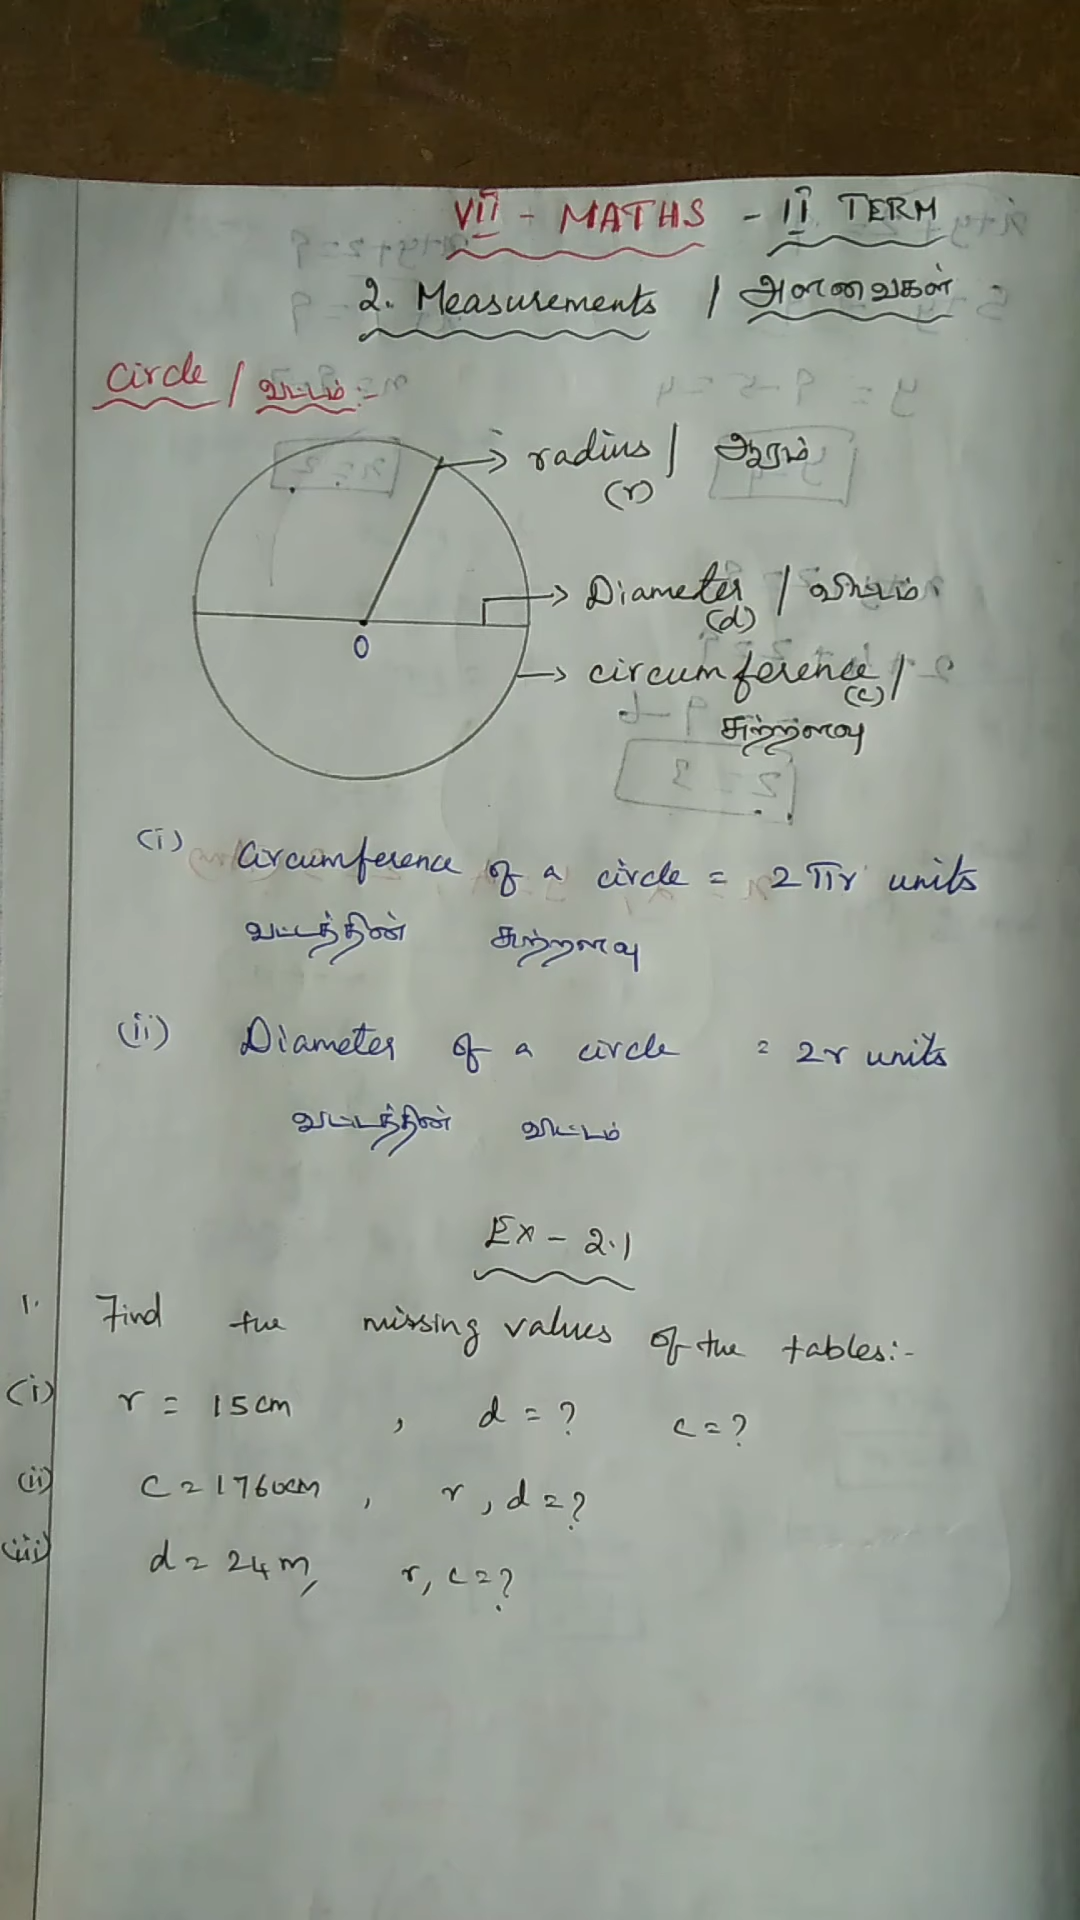 VII - MATHS - II TERM
2. Measurements / அளவைகள்
Circle / வட்டம் :-
radius / ஆரம்
(r)
Diameter / விட்டம்
(d)
O
circumference /
(c)
சுற்றளவு
(i) Circumference of a circle = 2πr units
வட்டத்தின் சுற்றளவு
(ii) Diameter of a circle = 2r units
வட்டத்தின் விட்டம்
Ex - 2.1
1. Find the missing values of the tables:-
(i) r = 15cm , d = ? c = ?
(ii) C = 1760cm , r , d = ?
(iii) d = 24m, r, c = ?